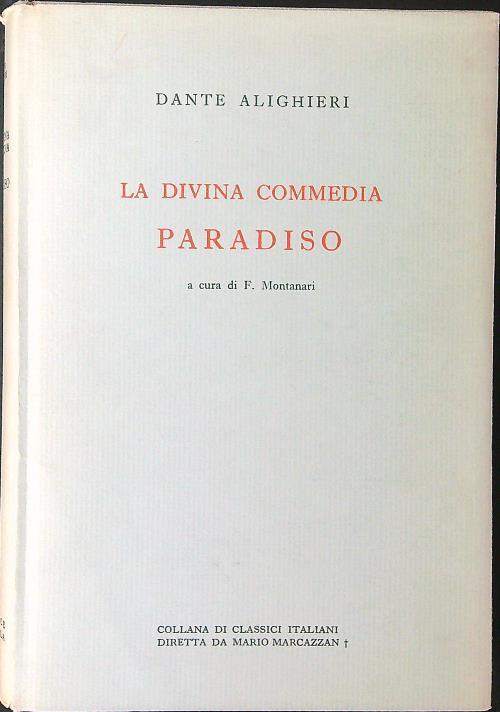 DANTE ALIGHIERI
LA DIVINA COMMEDIA
PARADISO
a cura di F. Montanari
COLLANA DI CLASSICI ITALIANI
DIRETTA DA MARIO MARCAZZAN †